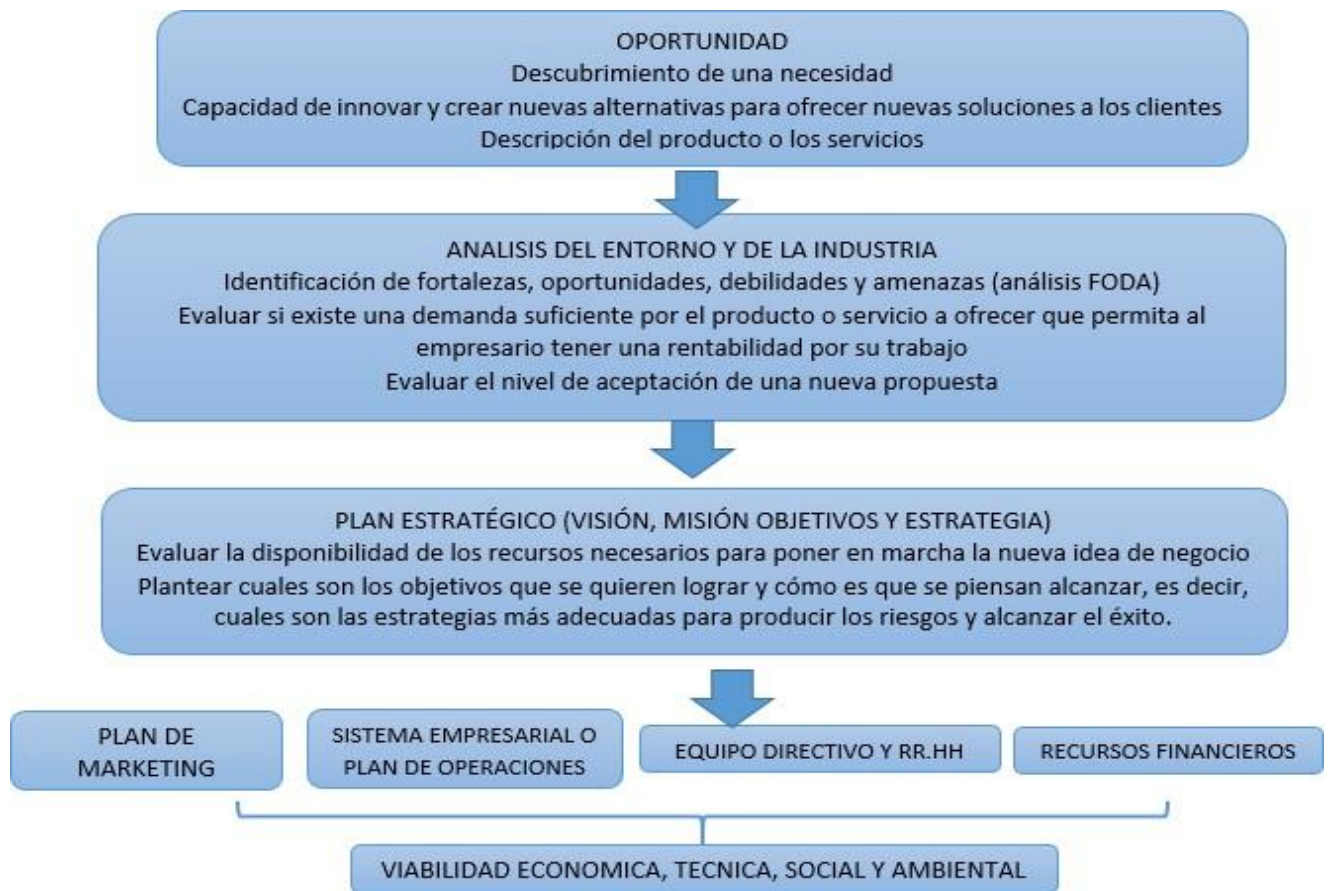 OPORTUNIDAD
Descubrimiento de una necesidad
Capacidad de innovar y crear nuevas alternativas para ofrecer nuevas soluciones a los clientes
Descripción del producto o los servicios
ANALISIS DEL ENTORNO Y DE LA INDUSTRIA
Identificación de fortalezas, oportunidades, debilidades y amenazas (análisis FODA)
Evaluar si existe una demanda suficiente por el producto o servicio a ofrecer que permita al
empresario tener una rentabilidad por su trabajo
Evaluar el nivel de aceptación de una nueva propuesta
PLAN ESTRATÉGICO (VISIÓN, MISIÓN OBJETIVOS Y ESTRATEGIA)
Evaluar la disponibilidad de los recursos necesarios para poner en marcha la nueva idea de negocio
Plantear cuales son los objetivos que se quieren lograr y cómo es que se piensan alcanzar, es decir,
cuales son las estrategias más adecuadas para producir los riesgos y alcanzar el éxito.
PLAN DE
MARKETING
SISTEMA EMPRESARIAL O
PLAN DE OPERACIONES
EQUIPO DIRECTIVO Y RR.HH
RECURSOS FINANCIEROS
VIABILIDAD ECONOMICA, TECNICA, SOCIAL Y AMBIENTAL